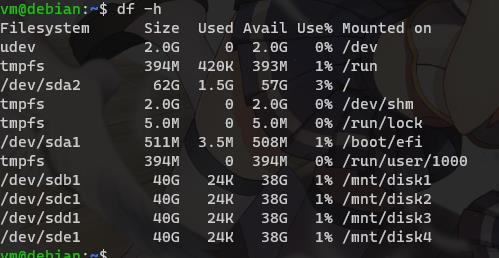 vm@debian:~$ df -h
Filesystem      Size  Used Avail Use% Mounted on
udev            2.0G     0  2.0G   0% /dev
tmpfs           394M  420K  393M   1% /run
/dev/sda2        62G  1.5G   57G   3% /
tmpfs           2.0G     0  2.0G   0% /dev/shm
tmpfs           5.0M     0  5.0M   0% /run/lock
/dev/sda1       511M  3.5M  508M   1% /boot/efi
tmpfs           394M     0  394M   0% /run/user/1000
/dev/sdb1        40G   24K   38G   1% /mnt/disk1
/dev/sdc1        40G   24K   38G   1% /mnt/disk2
/dev/sdd1        40G   24K   38G   1% /mnt/disk3
/dev/sde1        40G   24K   38G   1% /mnt/disk4
vm@debian:~$